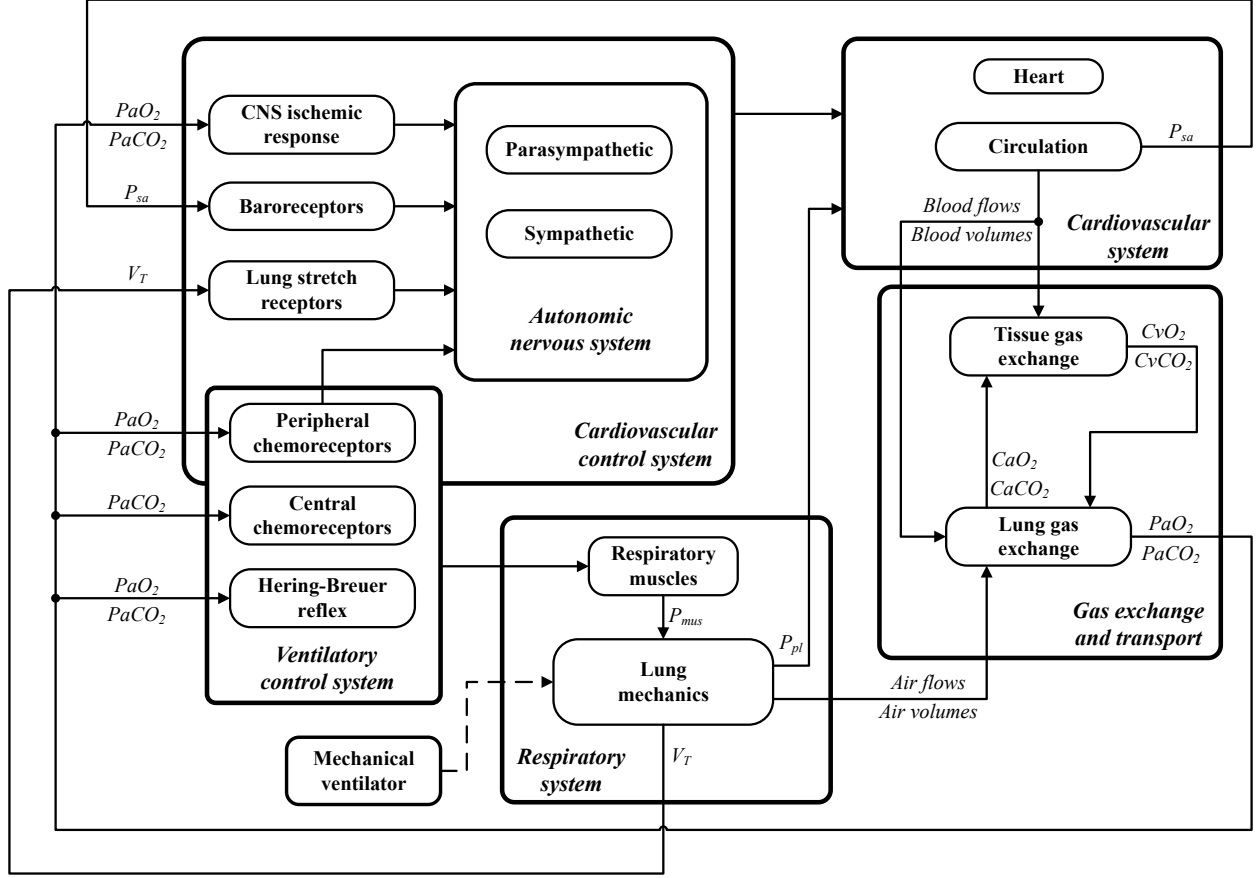 PaO2
PaCO2
CNS ischemic
response
Psa
Baroreceptors
VT
Lung stretch
receptors
Parasympathetic
Sympathetic
Autonomic
nervous system
Cardiovascular
control system
PaO2
PaCO2
Peripheral
chemoreceptors
PaCO2
Central
chemoreceptors
PaO2
PaCO2
Hering-Breuer
reflex
Ventilatory
control system
Mechanical
ventilator
Respiratory
muscles
Pmus
Lung
mechanics
Ppl
VT
Respiratory
system
Air flows
Air volumes
Heart
Circulation
Psa
Blood flows
Blood volumes
Cardiovascular
system
Tissue gas
exchange
CvO2
CvCO2
CaO2
CaCO2
Lung gas
exchange
PaO2
PaCO2
Gas exchange
and transport